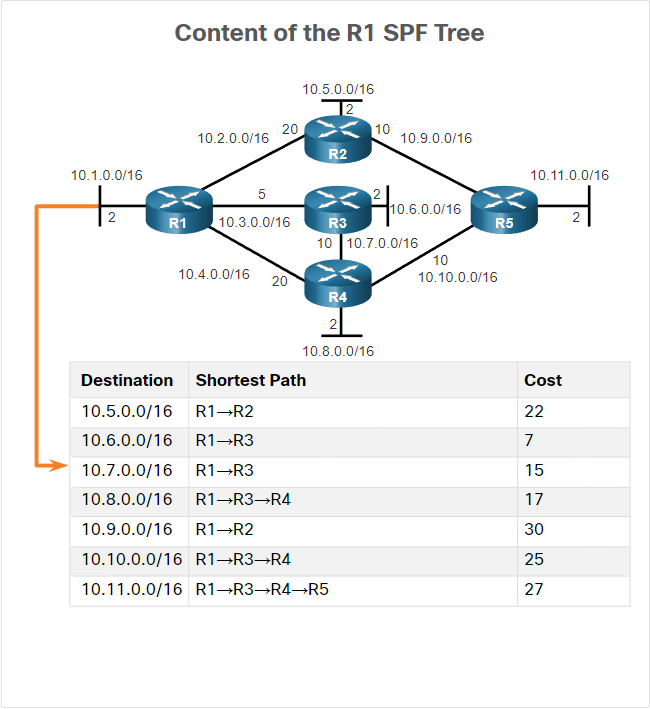 Content of the R1 SPF Tree
10.5.0.0/16
2
10.2.0.0/16
20
10
10.9.0.0/16
R2
10.1.0.0/16
10.11.0.0/16
2
R1
5
10.3.0.0/16
R3
2
10.6.0.0/16
R5
2
10
10.7.0.0/16
10.4.0.0/16
20
R4
10
10.10.0.0/16
2
10.8.0.0/16
Destination Shortest Path Cost
10.5.0.0/16 R1→R2 22
10.6.0.0/16 R1→R3 7
10.7.0.0/16 R1→R3 15
10.8.0.0/16 R1→R3→R4 17
10.9.0.0/16 R1→R2 30
10.10.0.0/16 R1→R3→R4 25
10.11.0.0/16 R1→R3→R4→R5 27